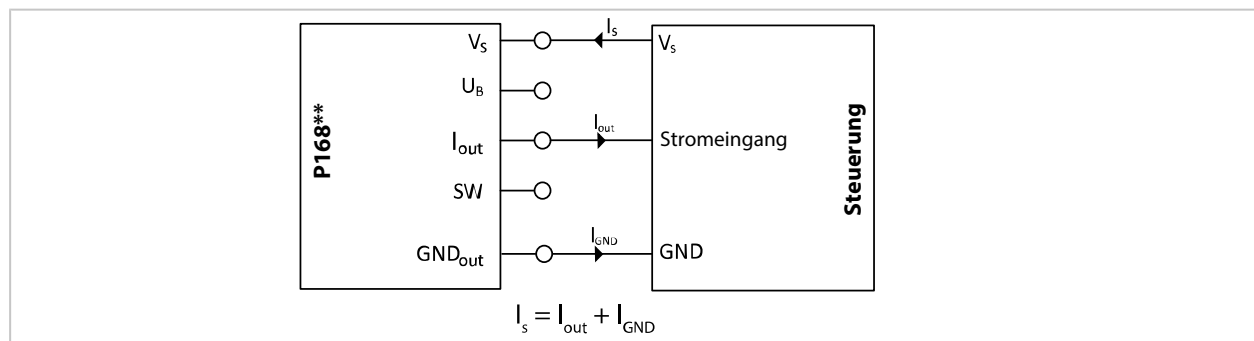 P168**
V_S
U_B
I_out
SW
GND_out
I_S
I_out
I_GND
V_s
Stromeingang
GND
Steuerung
I_s = I_out + I_GND